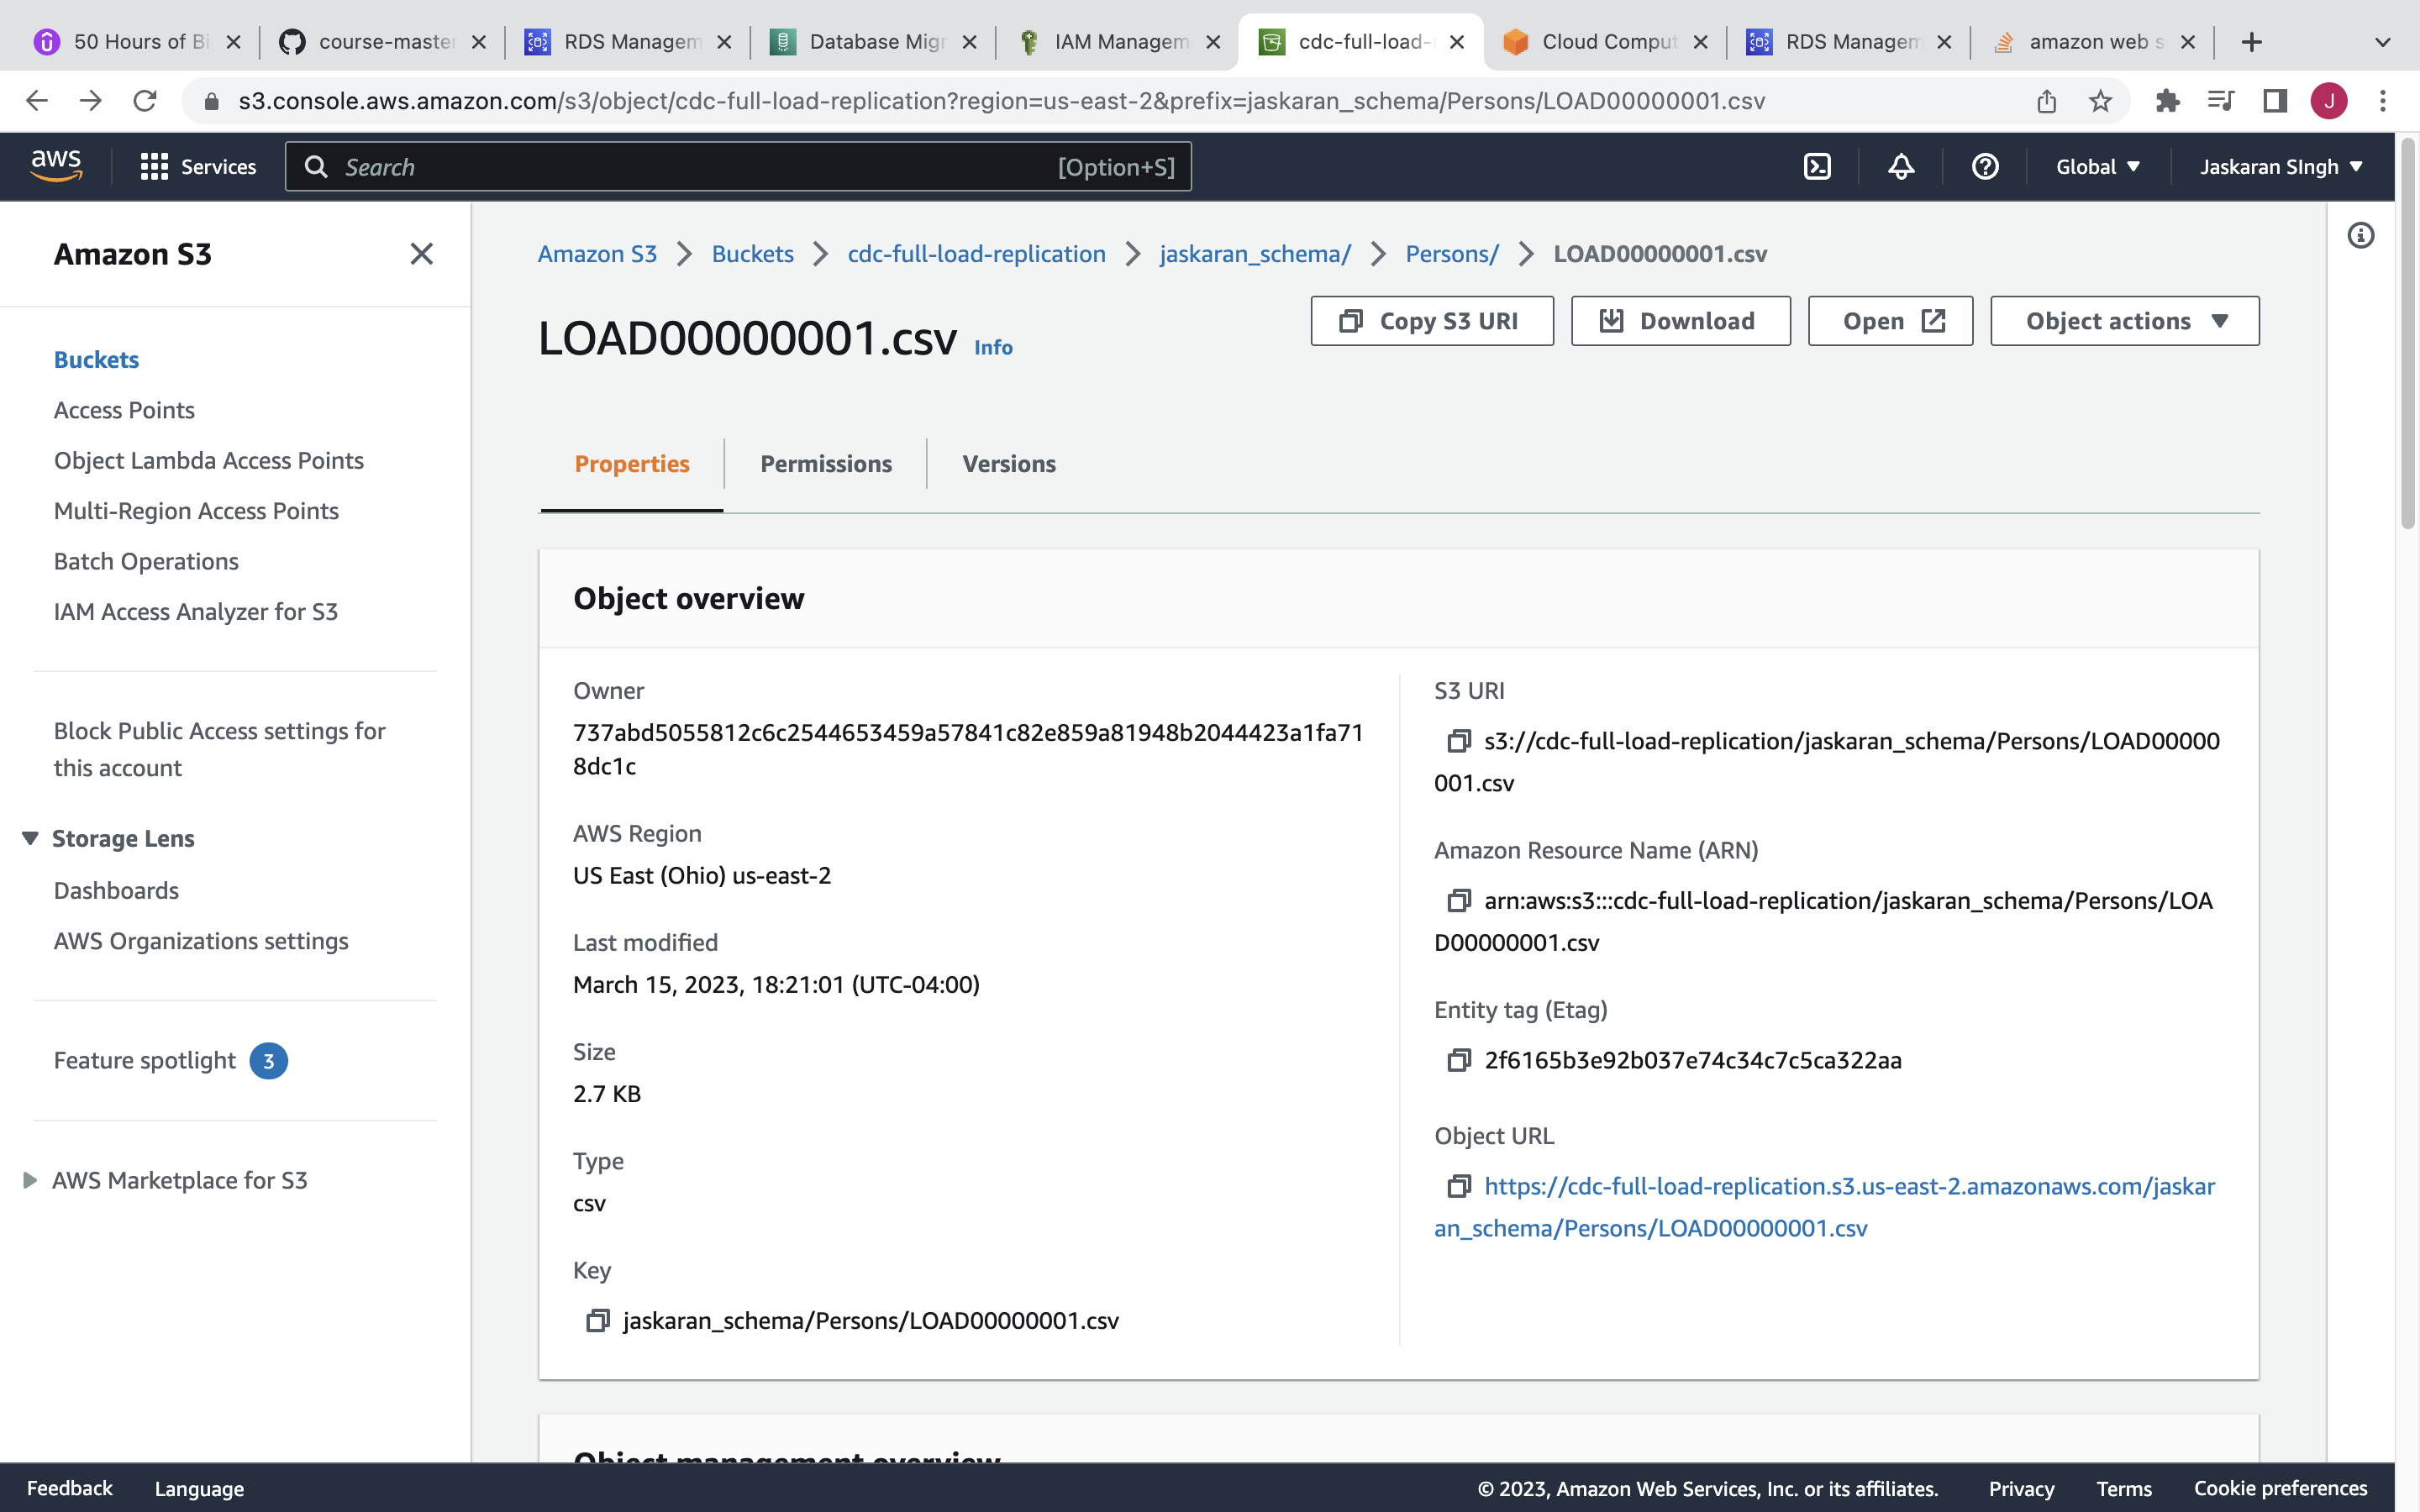 50 Hours of Bi
course-master
RDS Managem
Database Migr
IAM Managem
cdc-full-load-
Cloud Comput
RDS Managem
amazon web s
s3.console.aws.amazon.com/s3/object/cdc-full-load-replication?region=us-east-2&prefix=jaskaran_schema/Persons/LOAD00000001.csv
J
aws
Services
Search
[Option+S]
Global
Jaskaran SIngh
Amazon S3
Buckets
Access Points
Object Lambda Access Points
Multi-Region Access Points
Batch Operations
IAM Access Analyzer for S3
Block Public Access settings for
this account
Storage Lens
Dashboards
AWS Organizations settings
Feature spotlight 3
AWS Marketplace for S3
Amazon S3 > Buckets > cdc-full-load-replication > jaskaran_schema/ > Persons/ > LOAD00000001.csv
LOAD00000001.csv Info
Copy S3 URI
Download
Open
Object actions
Properties
Permissions
Versions
Object overview
Owner
737abd5055812c6c2544653459a57841c82e859a81948b2044423a1fa71
8dc1c
AWS Region
US East (Ohio) us-east-2
Last modified
March 15, 2023, 18:21:01 (UTC-04:00)
Size
2.7 KB
Type
csv
Key
jaskaran_schema/Persons/LOAD00000001.csv
S3 URI
s3://cdc-full-load-replication/jaskaran_schema/Persons/LOAD00000
001.csv
Amazon Resource Name (ARN)
arn:aws:s3:::cdc-full-load-replication/jaskaran_schema/Persons/LOA
D00000001.csv
Entity tag (Etag)
2f6165b3e92b037e74c34c7c5ca322aa
Object URL
https://cdc-full-load-replication.s3.us-east-2.amazonaws.com/jaskar
an_schema/Persons/LOAD00000001.csv
Object management overview
Feedback
Language
© 2023, Amazon Web Services, Inc. or its affiliates.
Privacy
Terms
Cookie preferences